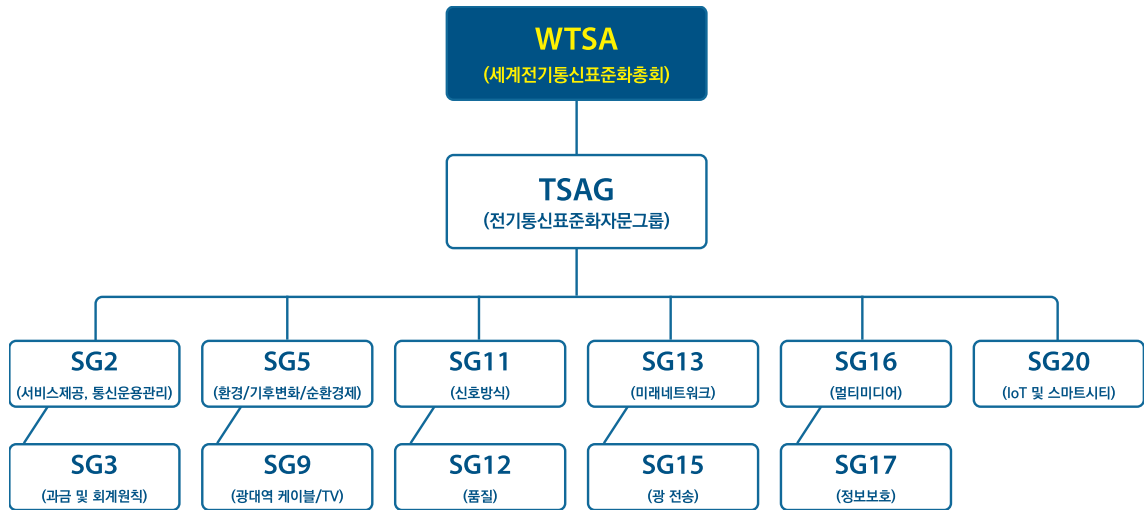 WTSA
(세계전기통신표준화총회)
TSAG
(전기통신표준화자문그룹)
SG2
(서비스제공, 통신운용관리)
SG5
(환경/기후변화/순환경제)
SG11
(신호방식)
SG13
(미래네트워크)
SG16
(멀티미디어)
SG20
(IoT 및 스마트시티)
SG3
(과금 및 회계원칙)
SG9
(광대역 케이블/TV)
SG12
(품질)
SG15
(광 전송)
SG17
(정보보호)